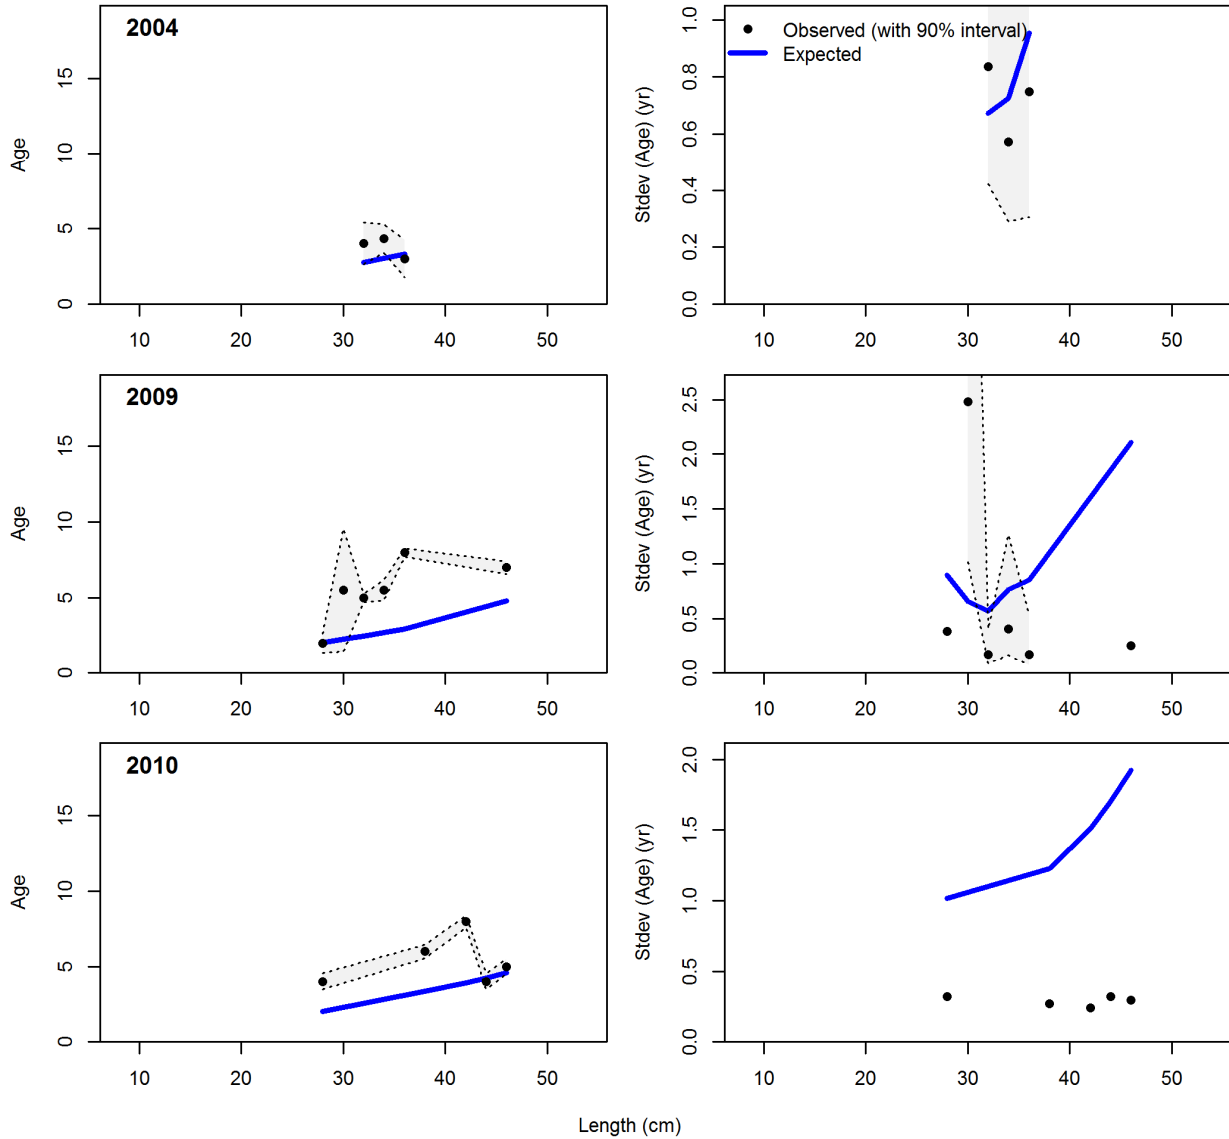 2004
Age
0 5 10 15
10 20 30 40 50
Observed (with 90% interval)
Expected
Stdev (Age) (yr)
0.0 0.2 0.4 0.6 0.8 1.0
10 20 30 40 50
2009
Age
0 5 10 15
10 20 30 40 50
Stdev (Age) (yr)
0.0 0.5 1.0 1.5 2.0 2.5
10 20 30 40 50
2010
Age
0 5 10 15
10 20 30 40 50
Stdev (Age) (yr)
0.0 0.5 1.0 1.5 2.0
10 20 30 40 50
Length (cm)